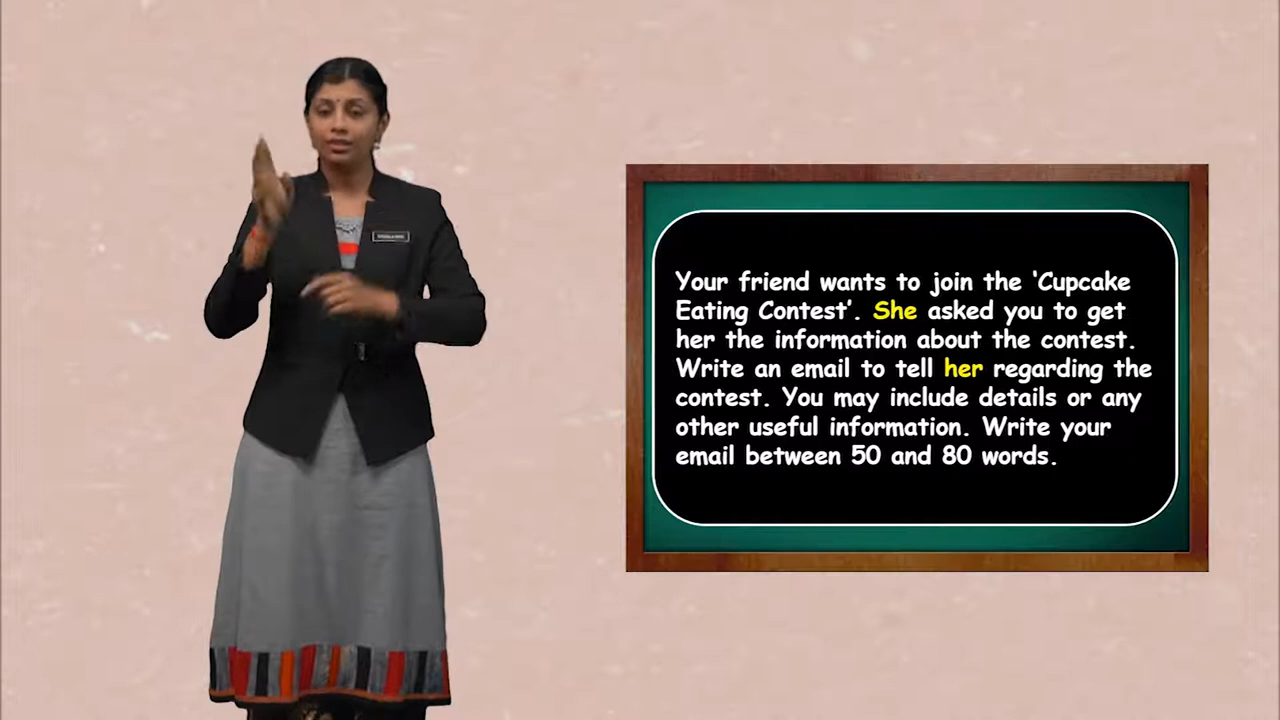 Your friend wants to join the ‘Cupcake
Eating Contest’. She asked you to get
her the information about the contest.
Write an email to tell her regarding the
contest. You may include details or any
other useful information. Write your
email between 50 and 80 words.